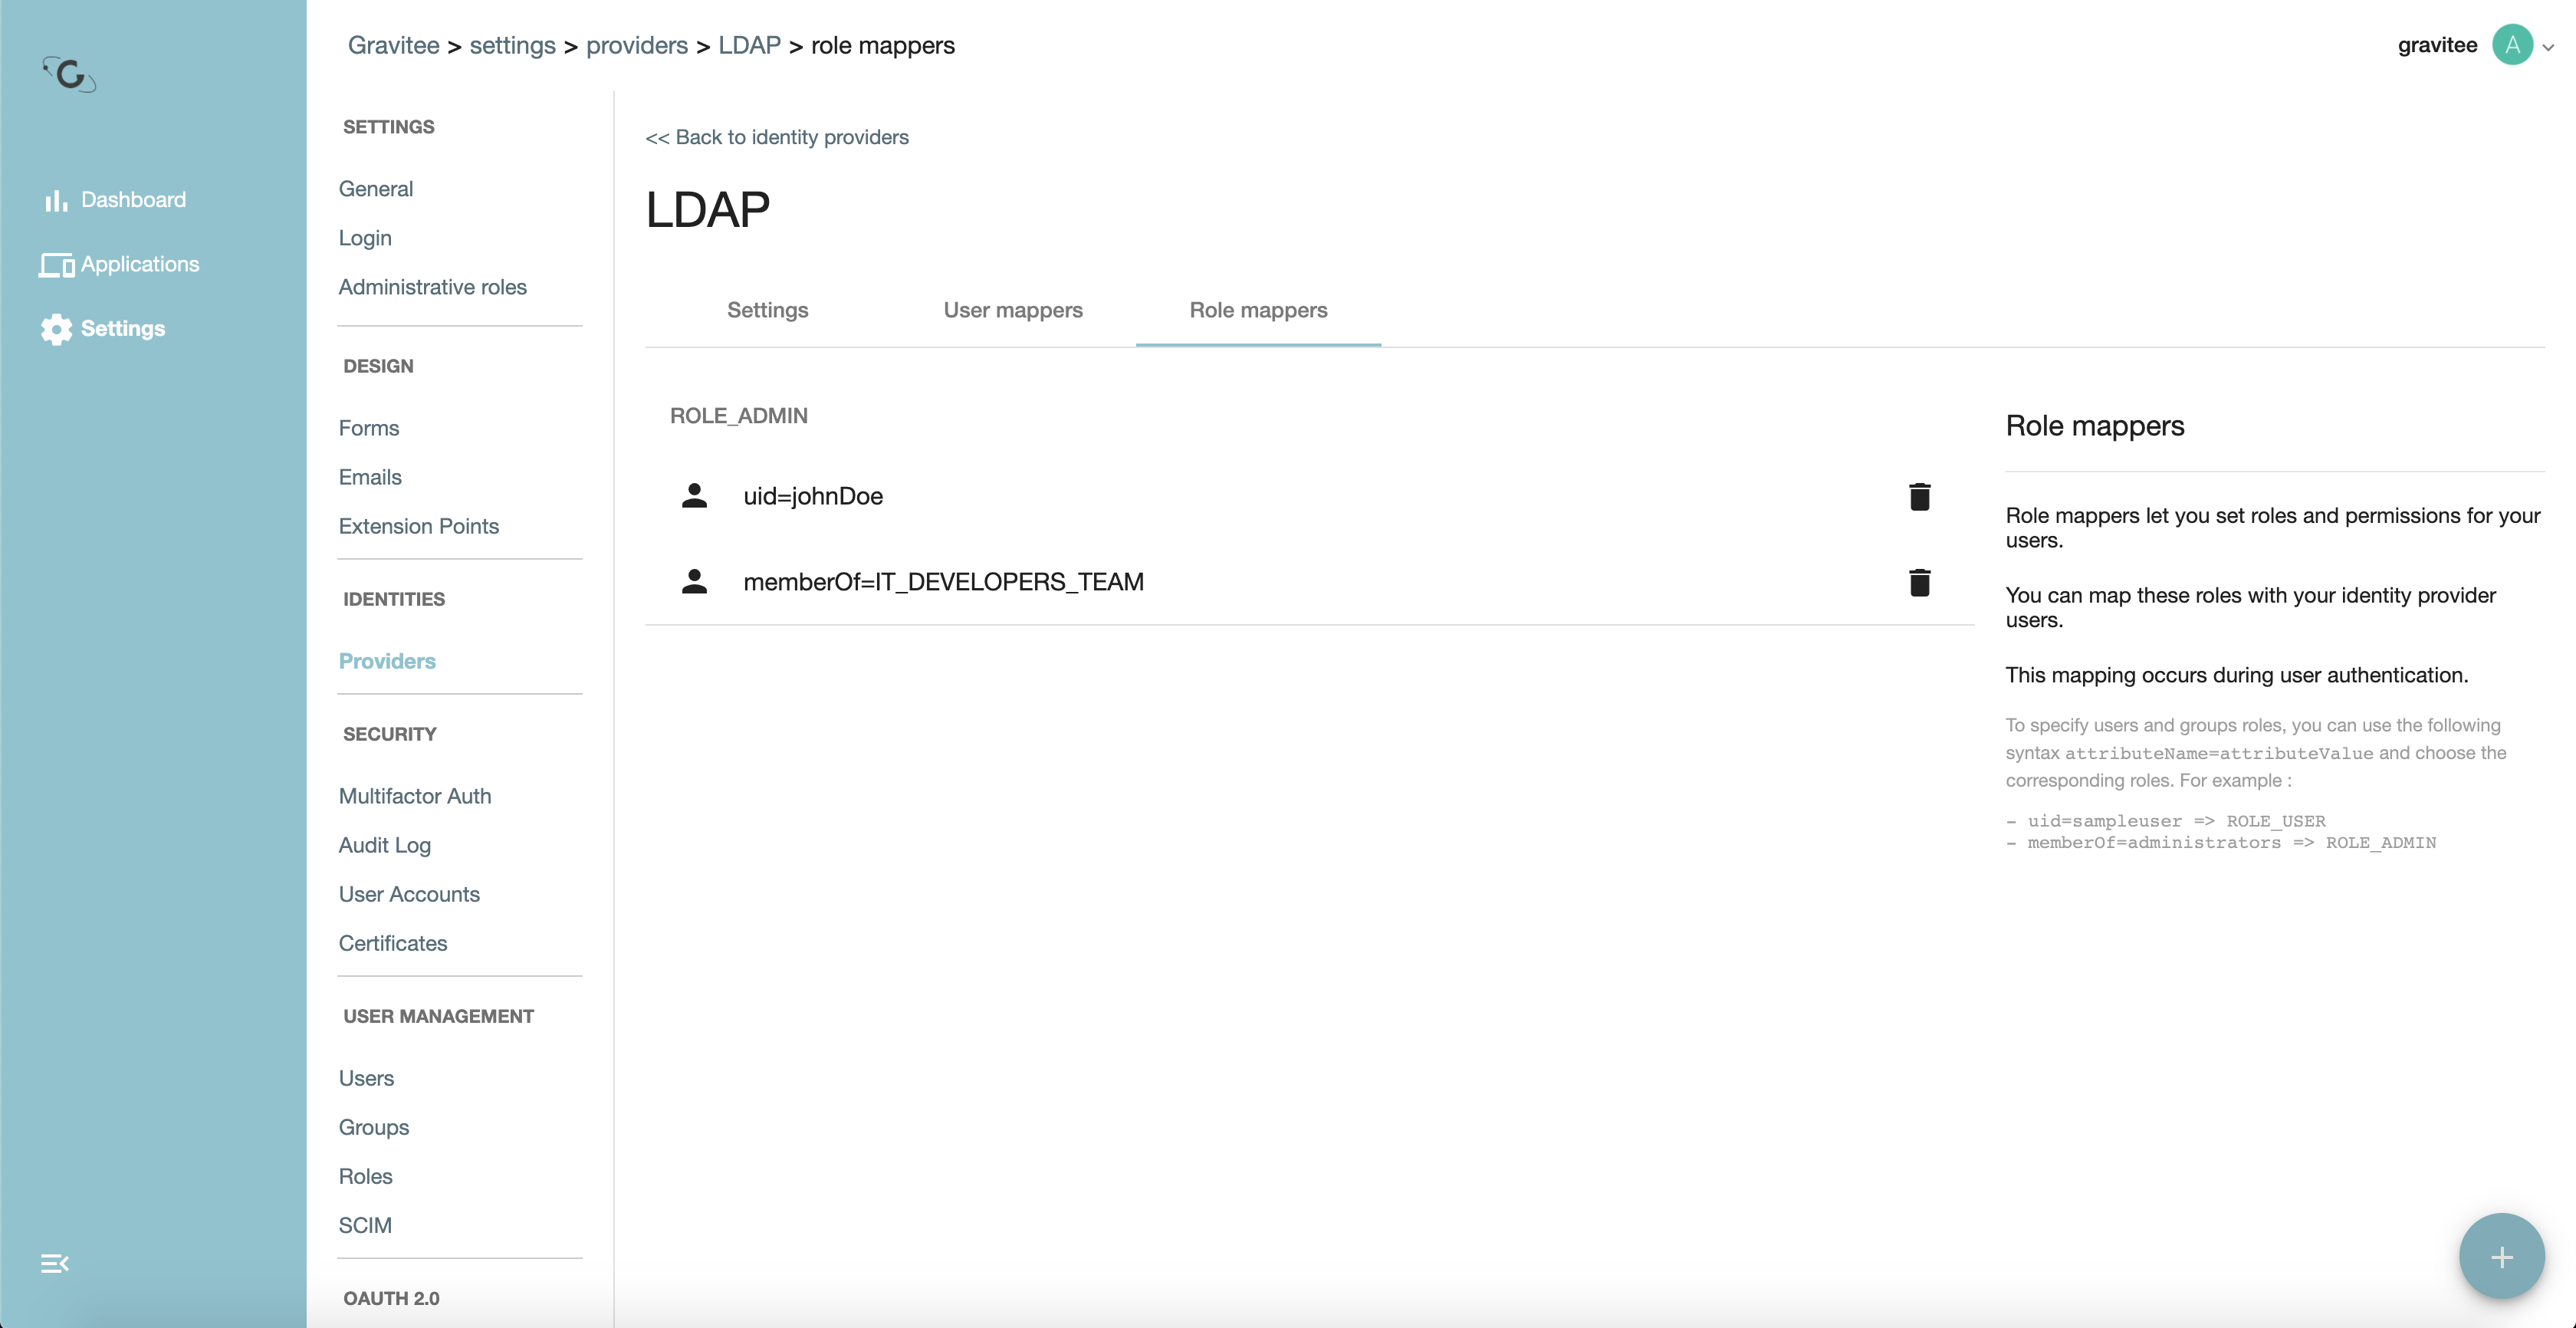 Gravitee > settings > providers > LDAP > role mappers
gravitee A
Dashboard
Applications
Settings
SETTINGS
General
Login
Administrative roles
DESIGN
Forms
Emails
Extension Points
IDENTITIES
Providers
SECURITY
Multifactor Auth
Audit Log
User Accounts
Certificates
USER MANAGEMENT
Users
Groups
Roles
SCIM
OAUTH 2.0
<< Back to identity providers
LDAP
Settings User mappers Role mappers
ROLE_ADMIN
uid=johnDoe
memberOf=IT_DEVELOPERS_TEAM
Role mappers
Role mappers let you set roles and permissions for your
users.
You can map these roles with your identity provider
users.
This mapping occurs during user authentication.
To specify users and groups roles, you can use the following
syntax attributeName=attributeValue and choose the
corresponding roles. For example :
- uid=sampleuser => ROLE_USER
- memberOf=administrators => ROLE_ADMIN